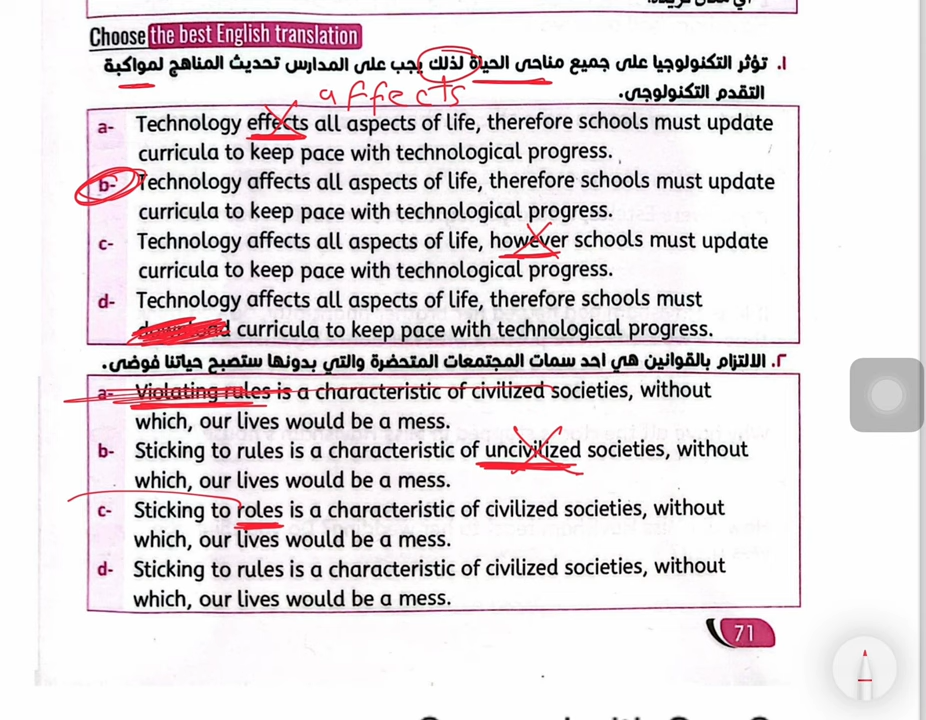 Choose the best English translation
١. تؤثر التكنولوجيا على جميع مناحى الحياة لذلك يجب على المدارس تحديث المناهج لمواكبة
التقدم التكنولوجى.
affects
a- Technology effects all aspects of life, therefore schools must update
curricula to keep pace with technological progress.
b- Technology affects all aspects of life, therefore schools must update
curricula to keep pace with technological progress.
c- Technology affects all aspects of life, however schools must update
curricula to keep pace with technological progress.
d- Technology affects all aspects of life, therefore schools must
download curricula to keep pace with technological progress.
٢. الالتزام بالقوانين هي احد سمات المجتمعات المتحضرة والتي بدونها ستصبح حياتنا فوضى.
a- Violating rules is a characteristic of civilized societies, without
which, our lives would be a mess.
b- Sticking to rules is a characteristic of uncivilized societies, without
which, our lives would be a mess.
c- Sticking to roles is a characteristic of civilized societies, without
which, our lives would be a mess.
d- Sticking to rules is a characteristic of civilized societies, without
which, our lives would be a mess.
71